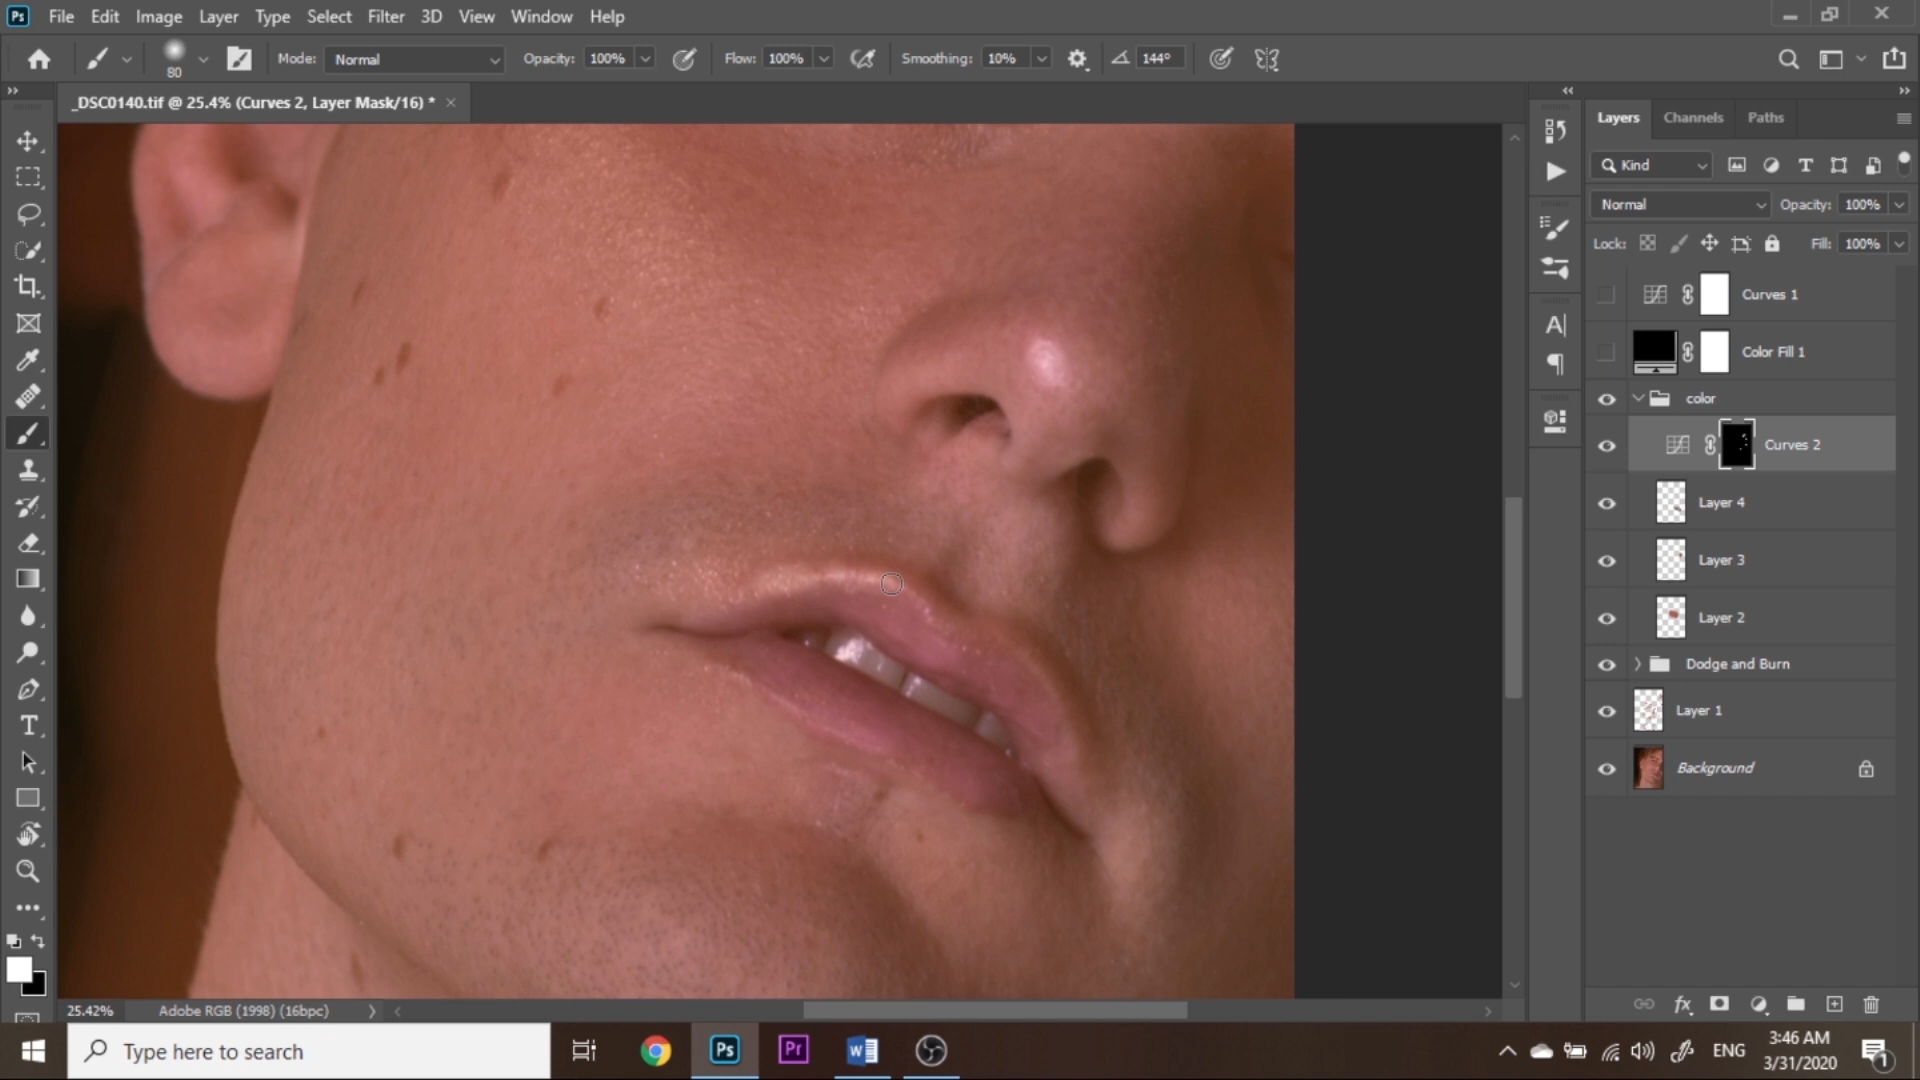 Ps File Edit Image Layer Type Select Filter 3D View Window Help
80 Mode: Normal Opacity: 100% Flow: 100% Smoothing: 10% 144°
_DSC0140.tif @ 25.4% (Curves 2, Layer Mask/16) * ×
Layers Channels Paths
Kind
Normal Opacity: 100%
Lock: Fill: 100%
Curves 1
Color Fill 1
color
Curves 2
Layer 4
Layer 3
Layer 2
Dodge and Burn
Layer 1
Background
25.42% Adobe RGB (1998) (16bpc)
Type here to search Ps Pr W ENG 3:46 AM
3/31/2020 1